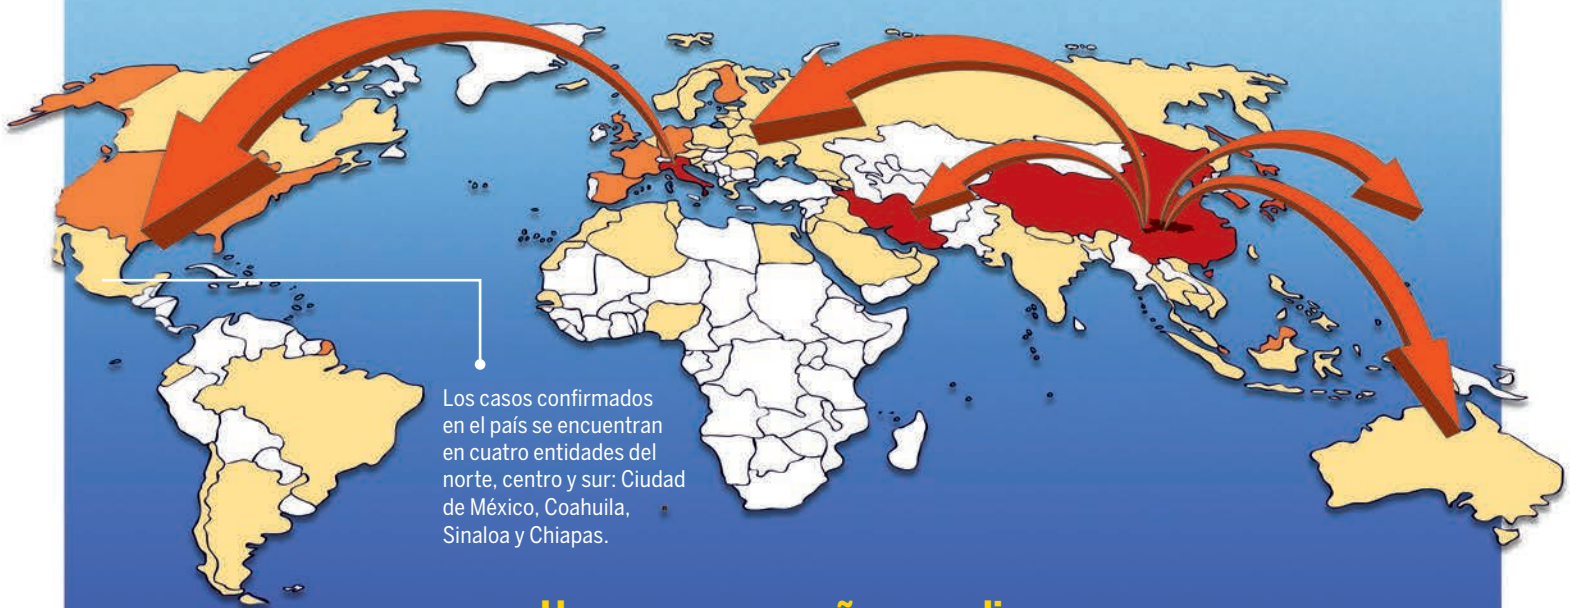 Los casos confirmados
en el país se encuentran
en cuatro entidades del
norte, centro y sur: Ciudad
de México, Coahuila,
Sinaloa y Chiapas.